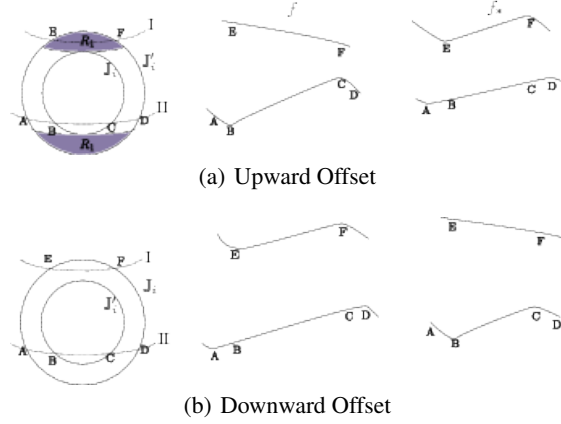 f
f*
E F I
R₁
E
F
E
F
𝕁ᵢ 𝕁′ᵢ
II
A B C D
R₁
A B
C D
A B
C D
(a) Upward Offset
E F I
𝕁ᵢ
𝕁′ᵢ
E
F
E
F
II
A B C D
A B
C D
A B
C D
(b) Downward Offset